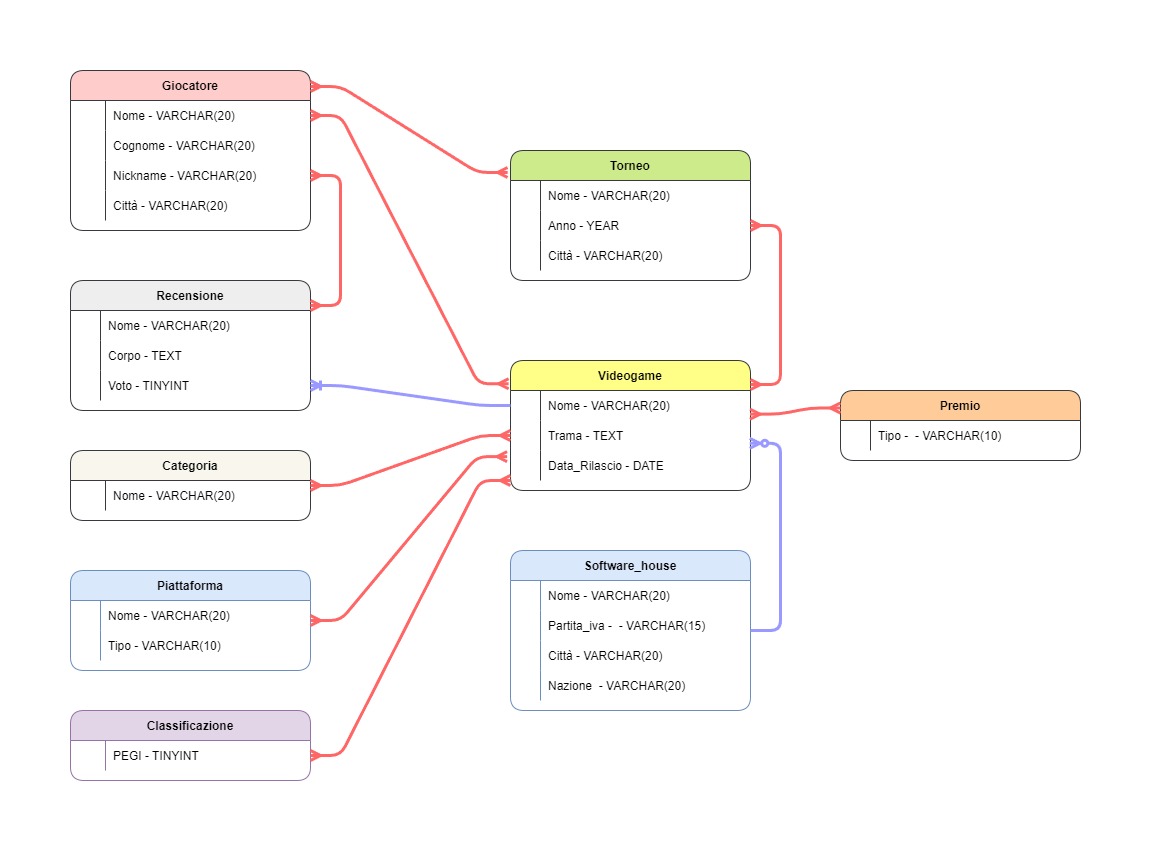 Giocatore
Nome - VARCHAR(20)
Cognome - VARCHAR(20)
Nickname - VARCHAR(20)
Città - VARCHAR(20)
Recensione
Nome - VARCHAR(20)
Corpo - TEXT
Voto - TINYINT
Categoria
Nome - VARCHAR(20)
Piattaforma
Nome - VARCHAR(20)
Tipo - VARCHAR(10)
Classificazione
PEGI - TINYINT
Torneo
Nome - VARCHAR(20)
Anno - YEAR
Città - VARCHAR(20)
Videogame
Nome - VARCHAR(20)
Trama - TEXT
Data_Rilascio - DATE
Software_house
Nome - VARCHAR(20)
Partita_iva -  - VARCHAR(15)
Città - VARCHAR(20)
Nazione  - VARCHAR(20)
Premio
Tipo -  - VARCHAR(10)